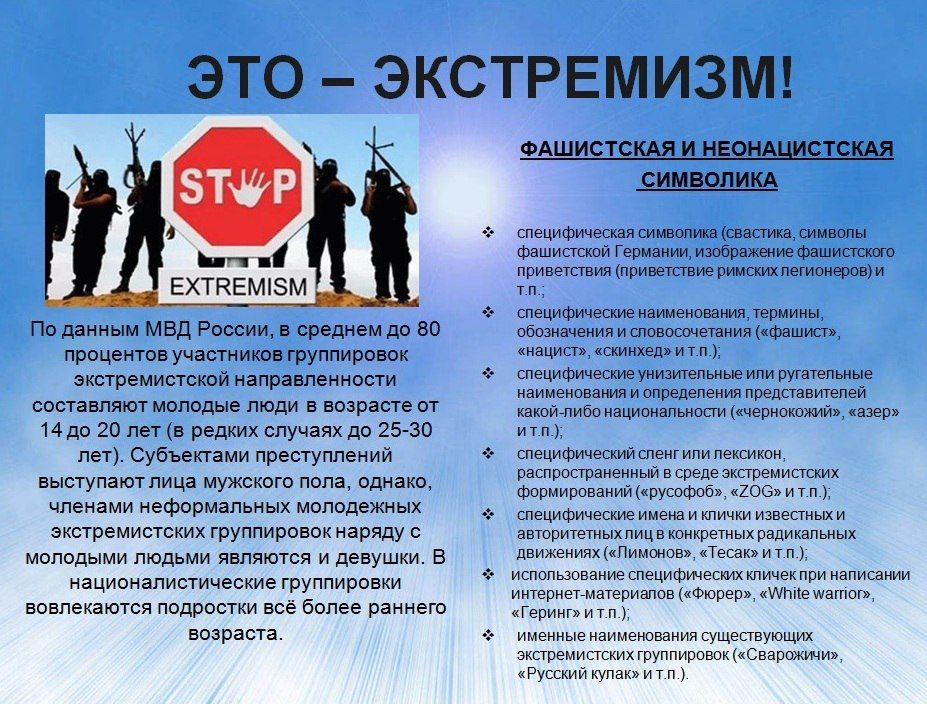 ЭТО – ЭКСТРЕМИЗМ!
STOP
EXTREMISM
По данным МВД России, в среднем до 80
процентов участников группировок
экстремистской направленности
составляют молодые люди в возрасте от
14 до 20 лет (в редких случаях до 25-30
лет). Субъектами преступлений
выступают лица мужского пола, однако,
членами неформальных молодежных
экстремистских группировок наряду с
молодыми людьми являются и девушки. В
националистические группировки
вовлекаются подростки всё более раннего
возраста.
ФАШИСТСКАЯ И НЕОНАЦИСТСКАЯ
СИМВОЛИКА
❖ специфическая символика (свастика, символы
фашистской Германии, изображение фашистского
приветствия (приветствие римских легионеров) и
т.п.;
❖ специфические наименования, термины,
обозначения и словосочетания («фашист»,
«нацист», «скинхед» и т.п.);
❖ специфические унизительные или ругательные
наименования и определения представителей
какой-либо национальности («чернокожий», «азер»
и т.п.);
❖ специфический сленг или лексикон,
распространенный в среде экстремистских
формирований («русофоб», «ZOG» и т.п.);
❖ специфические имена и клички известных и
авторитетных лиц в конкретных радикальных
движениях («Лимонов», «Тесак» и т.п.);
❖ использование специфических кличек при написании
интернет-материалов («Фюрер», «White warrior»,
«Геринг» и т.п.);
❖ именные наименования существующих
экстремистских группировок («Сварожичи»,
«Русский кулак» и т.п.).